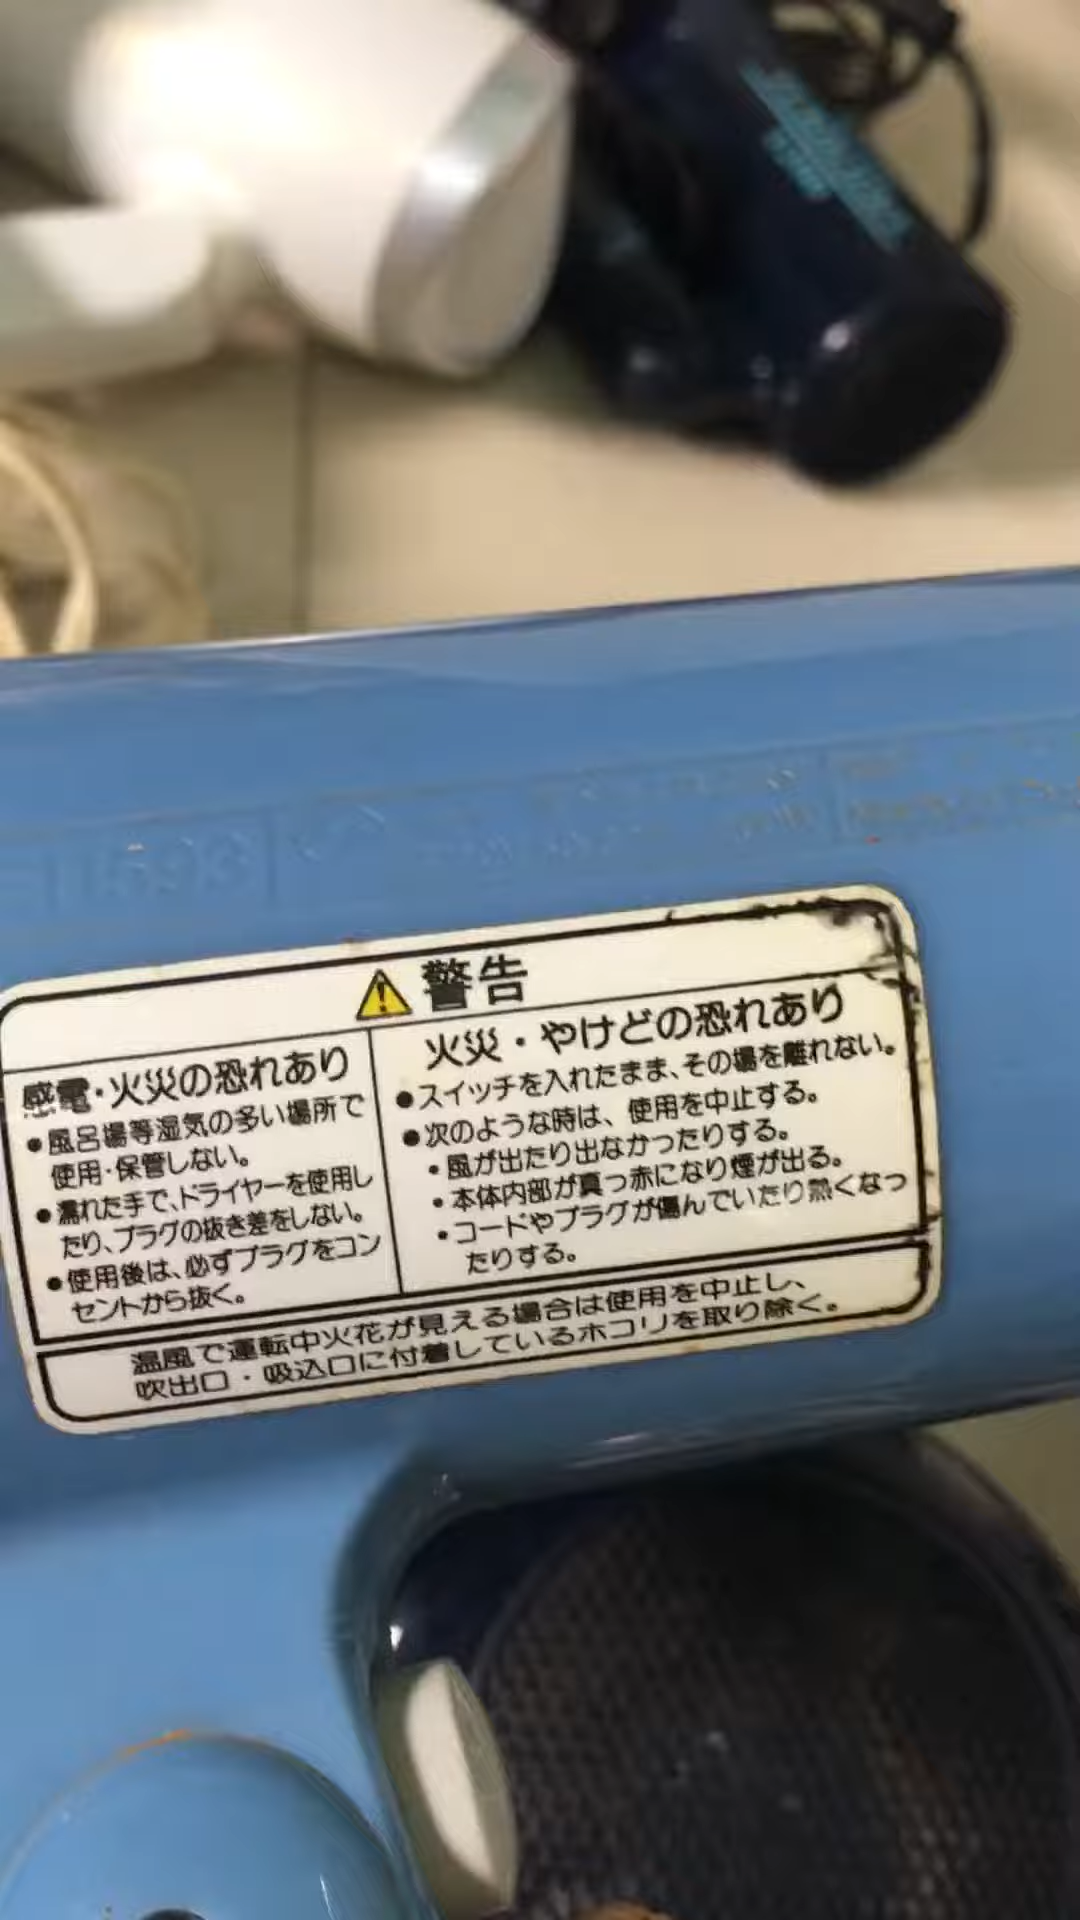 警告
感電・火災の恐れあり
●風呂場等湿気の多い場所で
使用・保管しない。
●濡れた手で、ドライヤーを使用し
たり、プラグの抜き差をしない。
●使用後は、必ずプラグをコン
セントから抜く。
火災・やけどの恐れあり
●スイッチを入れたまま、その場を離れない。
●次のような時は、使用を中止する。
・風が出たり出なかったりする。
・本体内部が真っ赤になり煙が出る。
・コードやプラグが傷んでいたり熱くなっ
たりする。
温風で運転中火花が見える場合は使用を中止し、
吹出口・吸込口に付着しているホコリを取り除く。